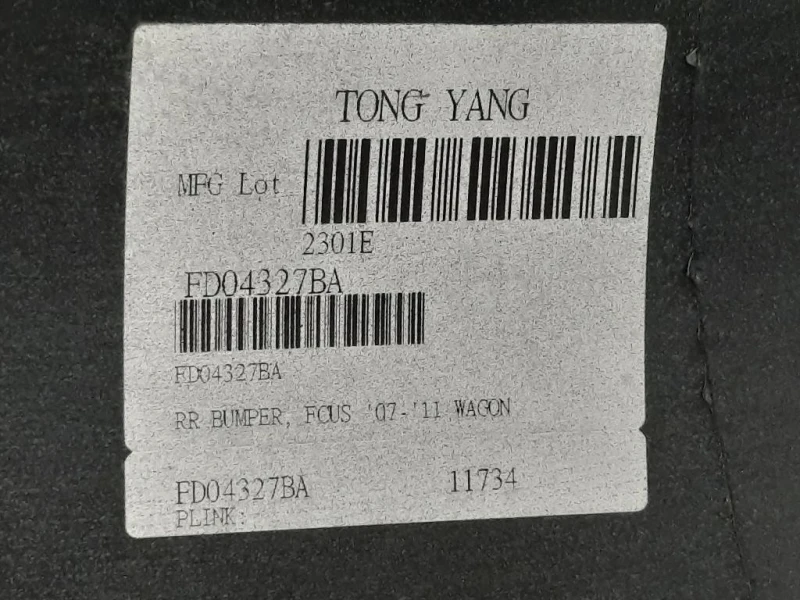 TONG YANG
MFG Lot
2301E
FD04327BA
FD04327BA
RR BUMPER, FCUS '07-'11 WAGON
FD04327BA 11734
PLINK: